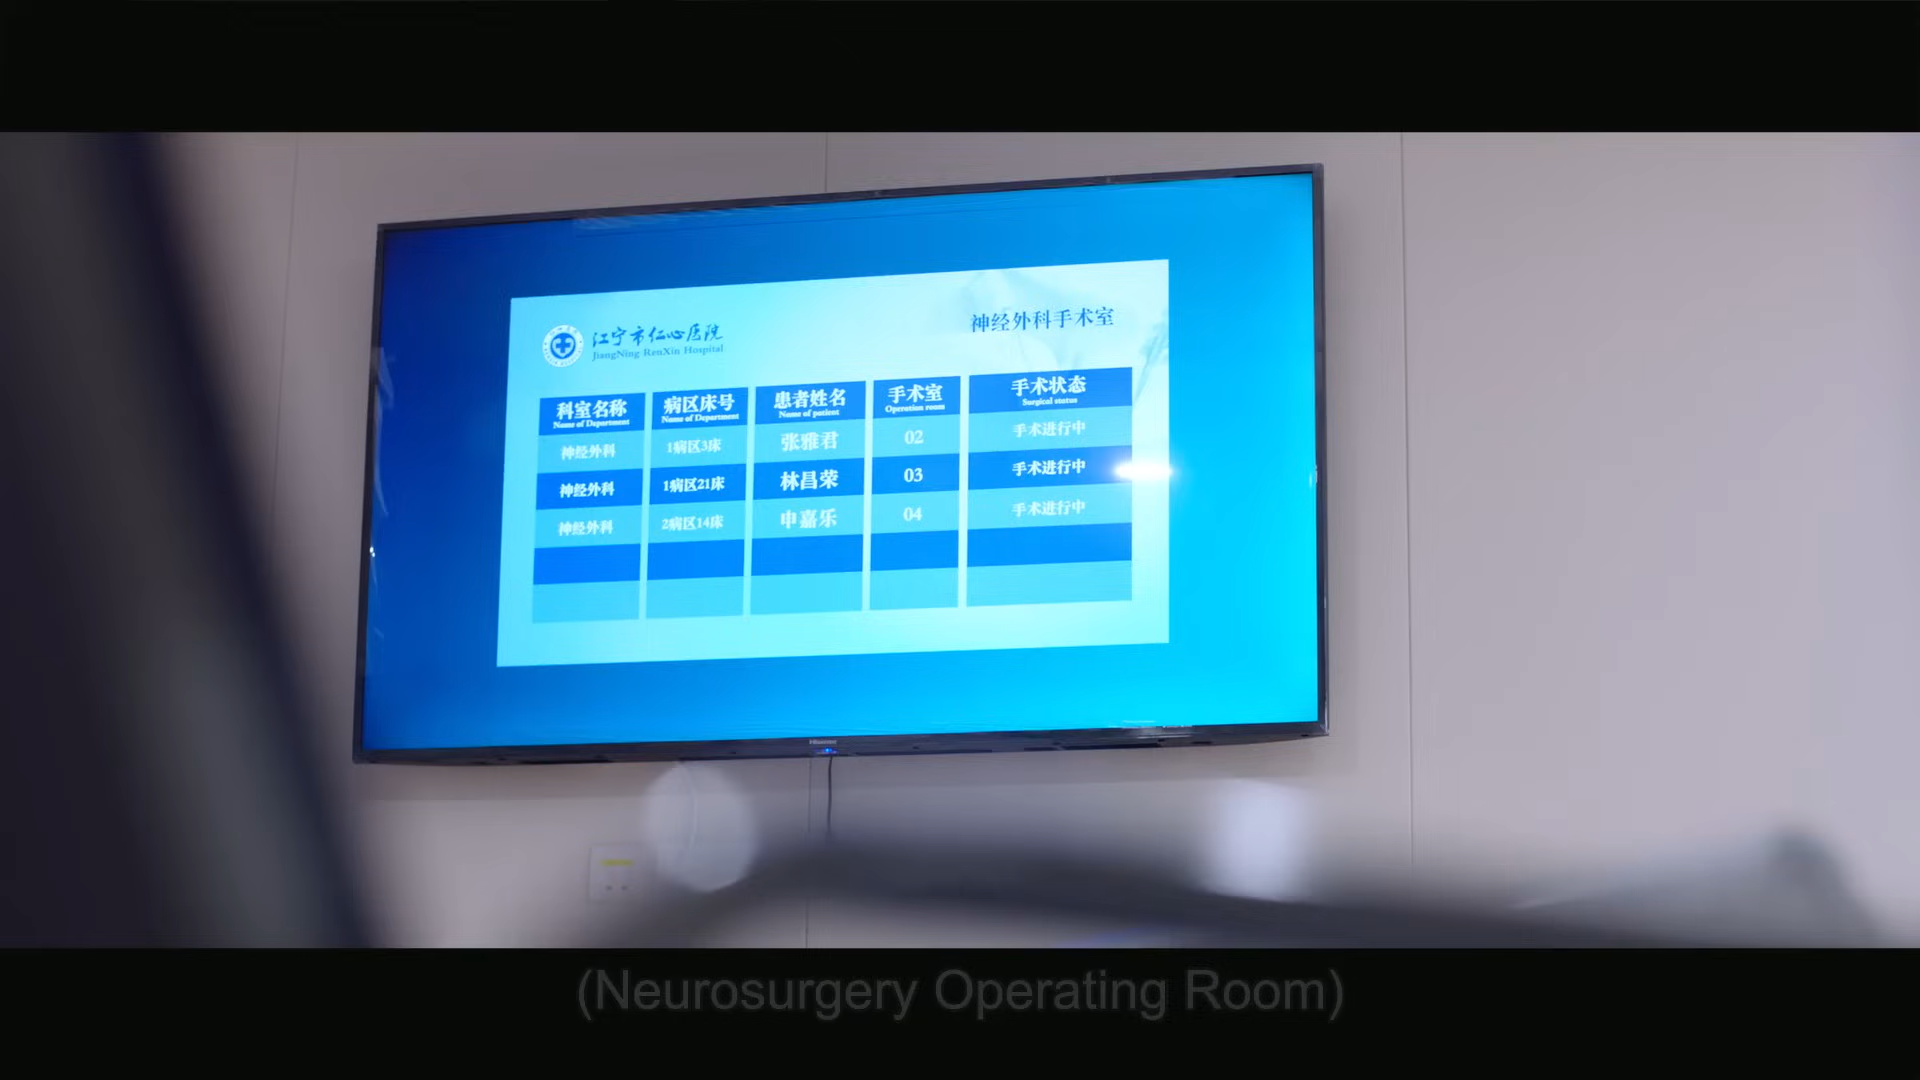 江宁市仁心医院
JiangNing RenXin Hospital
神经外科手术室
科室名称 病区床号 患者姓名 手术室 手术状态
Name of Department Name of Department Name of patient Operation room Surgical status
神经外科 1病区3床 张雅君 02 手术进行中
神经外科 1病区21床 林昌荣 03 手术进行中
神经外科 2病区14床 申嘉乐 04 手术进行中
Hisense
(Neurosurgery Operating Room)